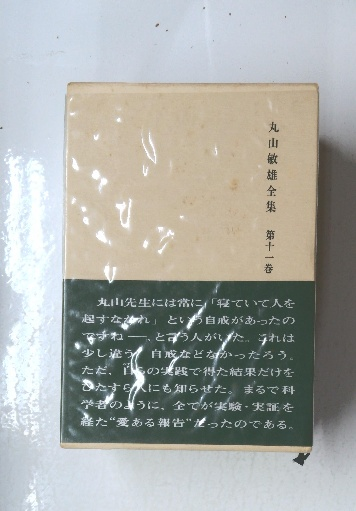 丸山敏雄全集 第十一巻
丸山先生には常に「寝ていて人を
起すなかれ」という自戒があったの
ですね――、と言う人がいた。これは
少し違う。自戒などなかったろう。
ただ、自らの実践で得た結果だけを
ひたすら人にも知らせた。まるで科
学者のように、全てが実験・実証を
経た“愛ある報告”だったのである。